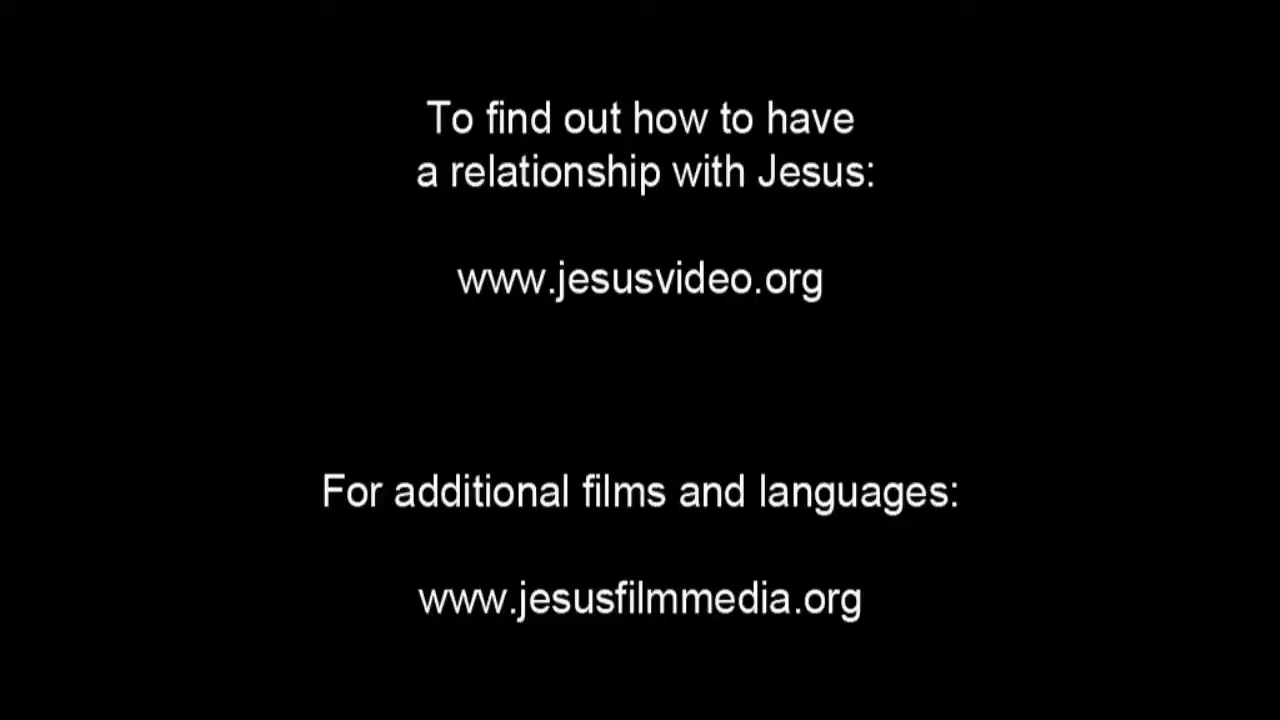 To find out how to have
a relationship with Jesus:
www.jesusvideo.org
For additional films and languages:
www.jesusfilmmedia.org